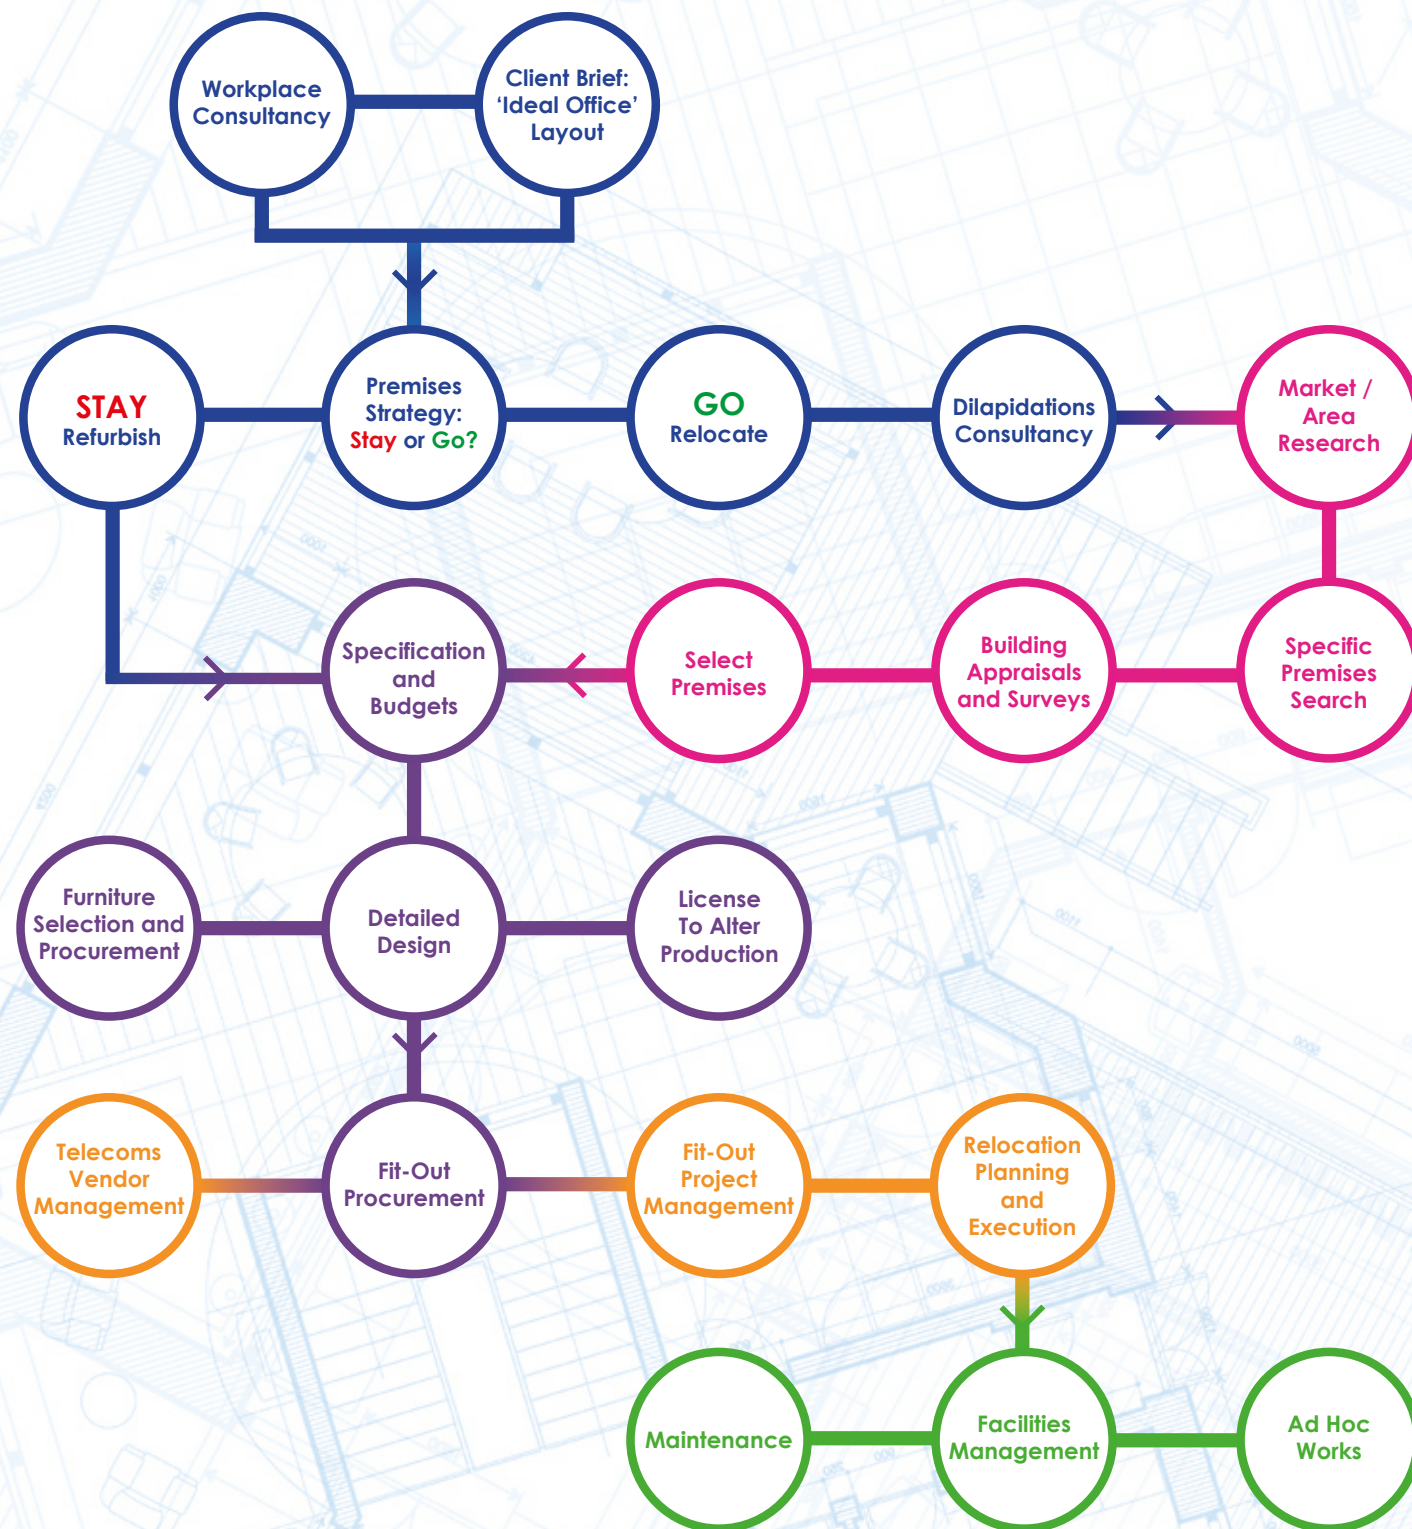 Workplace
Consultancy
Client Brief:
‘Ideal Office’
Layout
STAY
Refurbish
Premises
Strategy:
Stay or Go?
GO
Relocate
Dilapidations
Consultancy
Market /
Area
Research
Specification
and
Budgets
Select
Premises
Building
Appraisals
and Surveys
Specific
Premises
Search
Furniture
Selection and
Procurement
Detailed
Design
License
To Alter
Production
Telecoms
Vendor
Management
Fit-Out
Procurement
Fit-Out
Project
Management
Relocation
Planning
and
Execution
Maintenance
Facilities
Management
Ad Hoc
Works